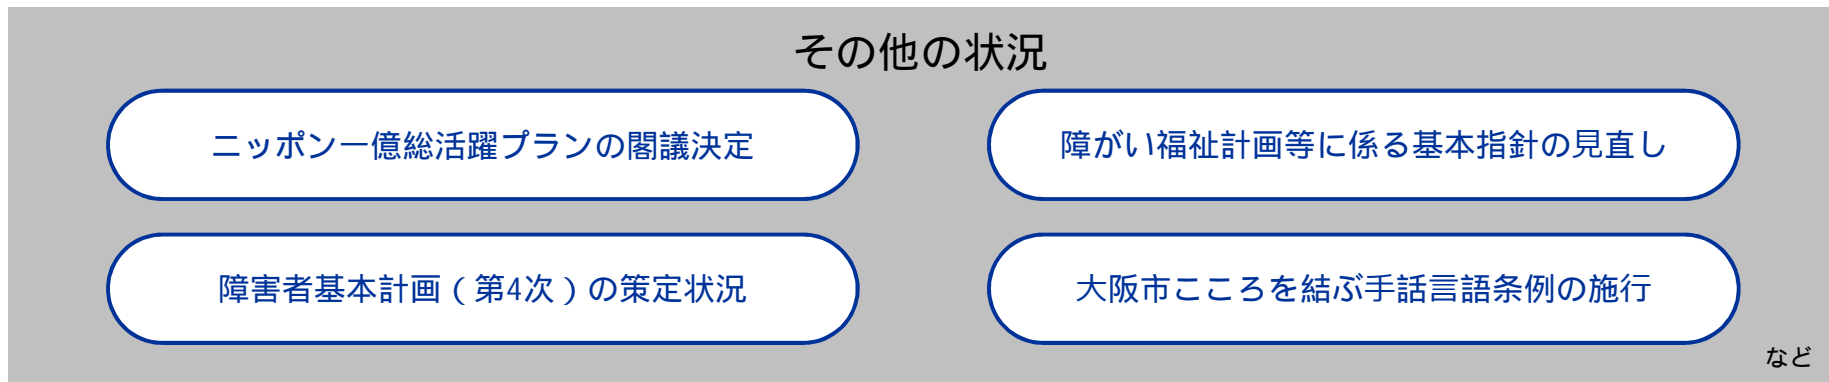 その他の状況
ニッポン一億総活躍プランの閣議決定
障がい福祉計画等に係る基本指針の見直し
障害者基本計画（第4次）の策定状況
大阪市こころを結ぶ手話言語条例の施行
など